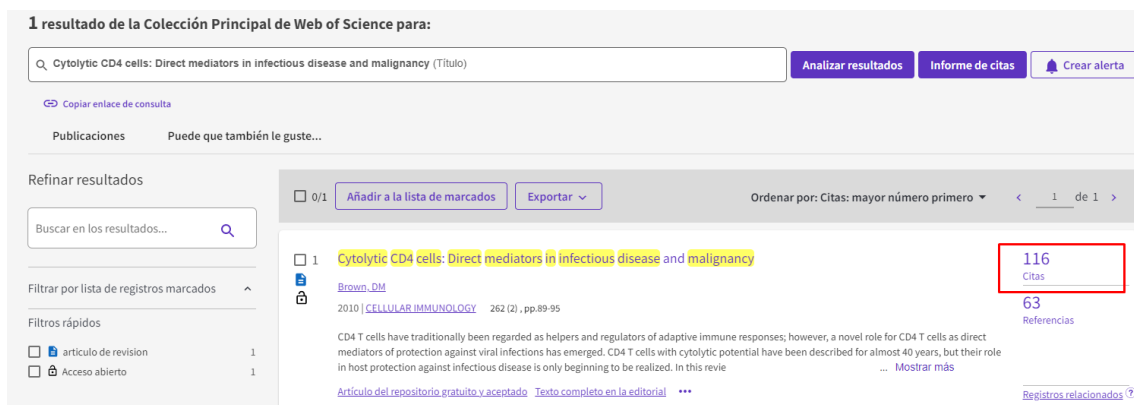 1 resultado de la Colección Principal de Web of Science para:
Cytolytic CD4 cells: Direct mediators in infectious disease and malignancy (Título)
Analizar resultados
Informe de citas
Crear alerta
Copiar enlace de consulta
Publicaciones
Puede que también le guste...
Refinar resultados
0/1
Añadir a la lista de marcados
Exportar
Ordenar por: Citas: mayor número primero
1 de 1
Buscar en los resultados...
Filtrar por lista de registros marcados
Filtros rápidos
articulo de revision 1
Acceso abierto 1
1
Cytolytic CD4 cells: Direct mediators in infectious disease and malignancy
Brown, DM
2010 | CELLULAR IMMUNOLOGY 262 (2) , pp.89-95
CD4 T cells have traditionally been regarded as helpers and regulators of adaptive immune responses; however, a novel role for CD4 T cells as direct
mediators of protection against viral infections has emerged. CD4 T cells with cytolytic potential have been described for almost 40 years, but their role
in host protection against infectious disease is only beginning to be realized. In this revie
... Mostrar más
Artículo del repositorio gratuito y aceptado Texto completo en la editorial
116
Citas
63
Referencias
Registros relacionados ?